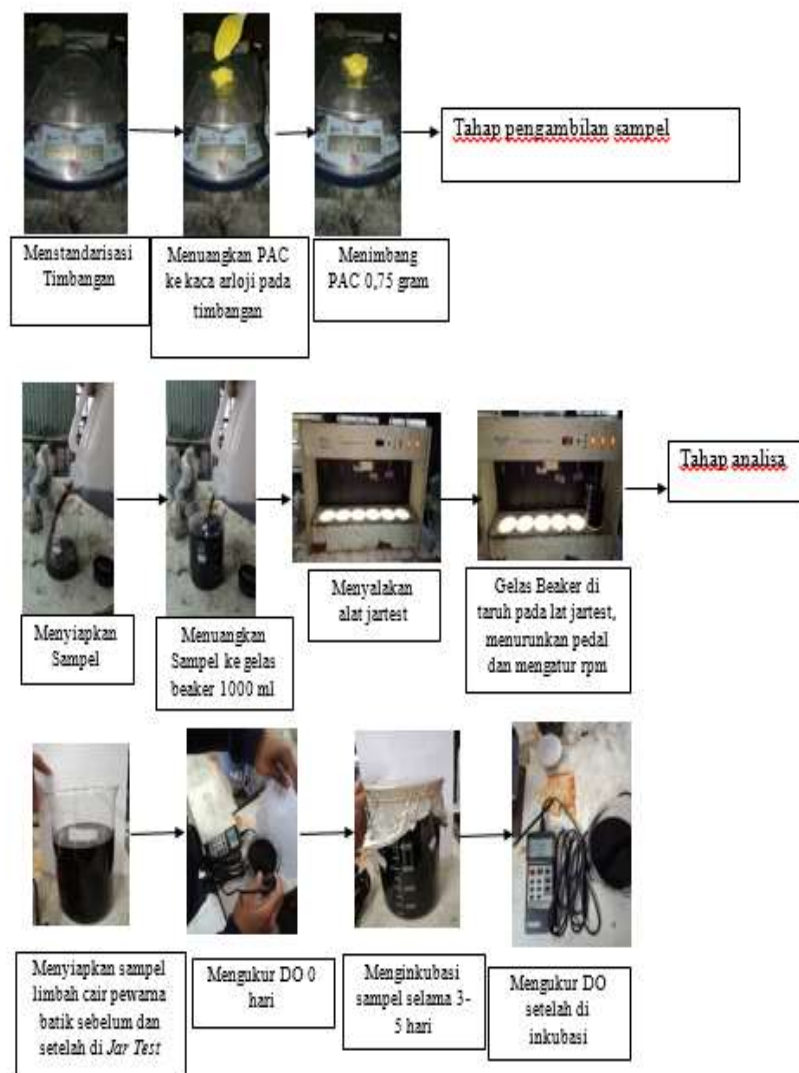 Tahap pengambilan sampel
Menstandarisasi
Timbangan
Menuangkan PAC
ke kaca arloji pada
timbangan
Menimbang
PAC 0,75 gram
Tahap analisa
Menyiapkan
Sampel
Menuangkan
Sampel ke gelas
beaker 1000 ml
Menyalakan
alat jartest
Gelas Beaker di
taruh pada lat jartest,
menurunkan pedal
dan mengatur rpm
Menyiapkan sampel
limbah cair pewarna
batik sebelum dan
setelah di Jar Test
Mengukur DO 0
hari
Menginkubasi
sampel selama 3-
5 hari
Mengukur DO
setelah di
inkubasi